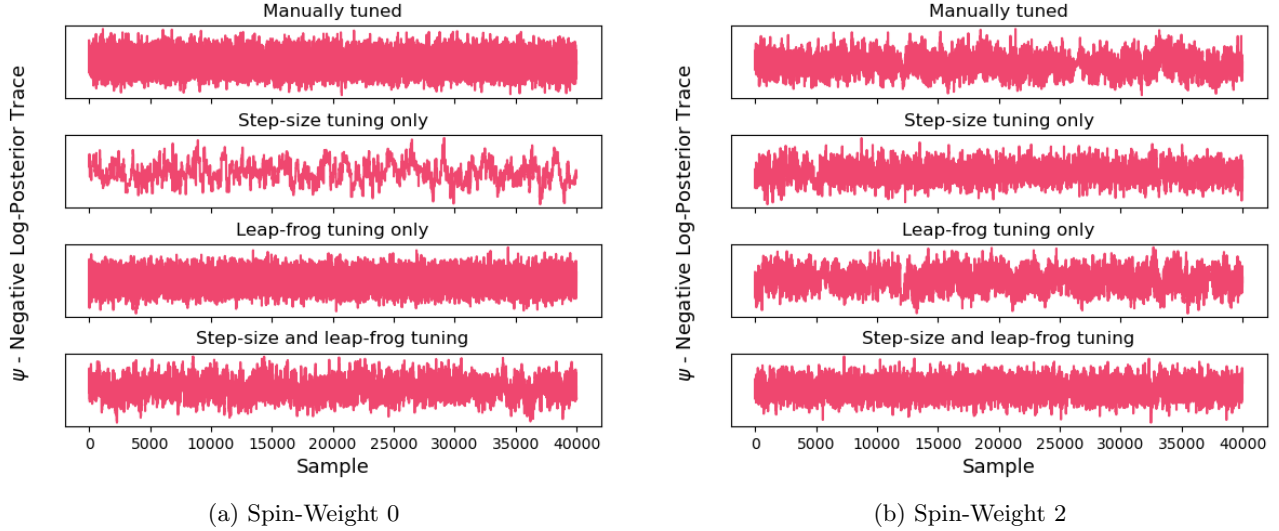 Manually tuned
Step-size tuning only
Leap-frog tuning only
Step-size and leap-frog tuning
ψ - Negative Log-Posterior Trace
0 5000 10000 15000 20000 25000 30000 35000 40000
Sample
(a) Spin-Weight 0
Manually tuned
Step-size tuning only
Leap-frog tuning only
Step-size and leap-frog tuning
ψ - Negative Log-Posterior Trace
0 5000 10000 15000 20000 25000 30000 35000 40000
Sample
(b) Spin-Weight 2